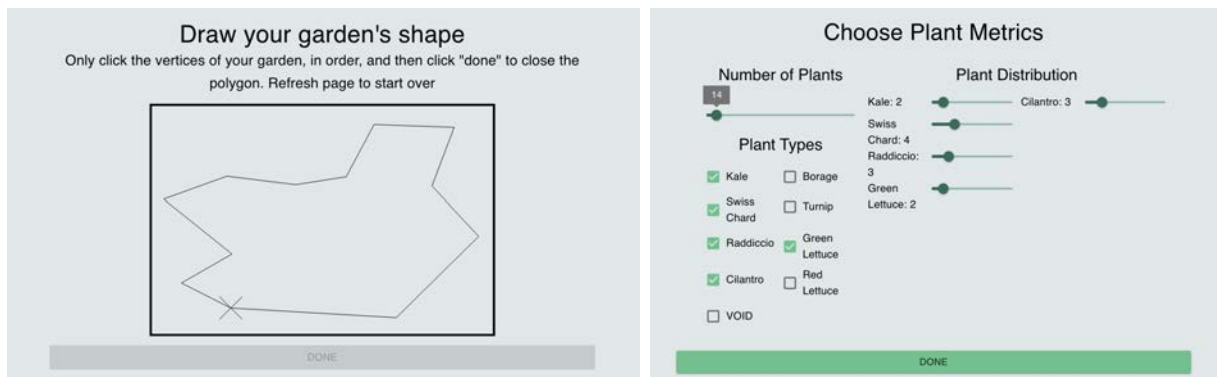 Draw your garden's shape
Only click the vertices of your garden, in order, and then click "done" to close the
polygon. Refresh page to start over
DONE
Choose Plant Metrics
Number of Plants
14
Plant Types
Kale
Borage
Swiss
Chard
Turnip
Raddiccio
Green
Lettuce
Cilantro
Red
Lettuce
VOID
Plant Distribution
Kale: 2
Cilantro: 3
Swiss
Chard: 4
Raddiccio:
3
Green
Lettuce: 2
DONE